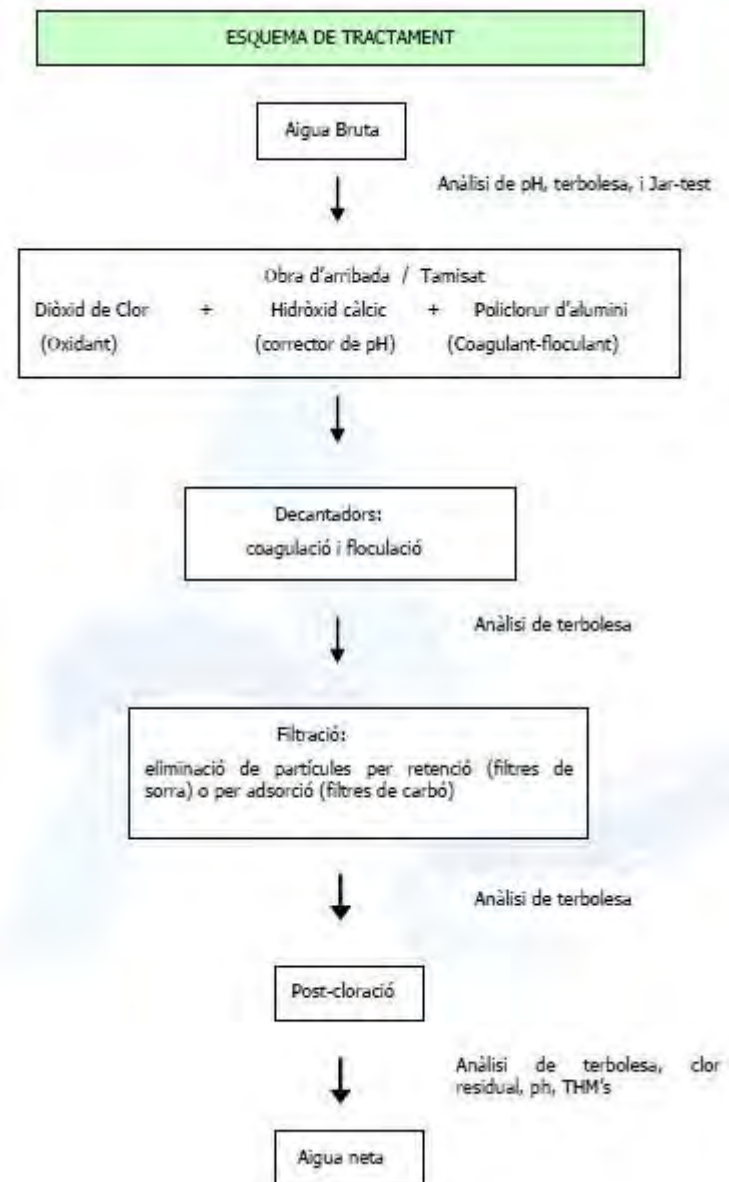 ESQUEMA DE TRACTAMENT
Aigua Bruta
Anàlisi de pH, terbolesa, i Jar-test
Obra d'arribada / Tamisat
Diòxid de Clor + Hidròxid càlcic + Policlorur d'alumini
(Oxidant) (corrector de pH) (Coagulant-floculant)
Decantadors:
coagulació i floculació
Anàlisi de terbolesa
Filtració:
eliminació de partícules per retenció (filtres de
sorra) o per adsorció (filtres de carbó)
Anàlisi de terbolesa
Post-cloració
Anàlisi de terbolesa, clor
residual, ph, THM's
Aigua neta